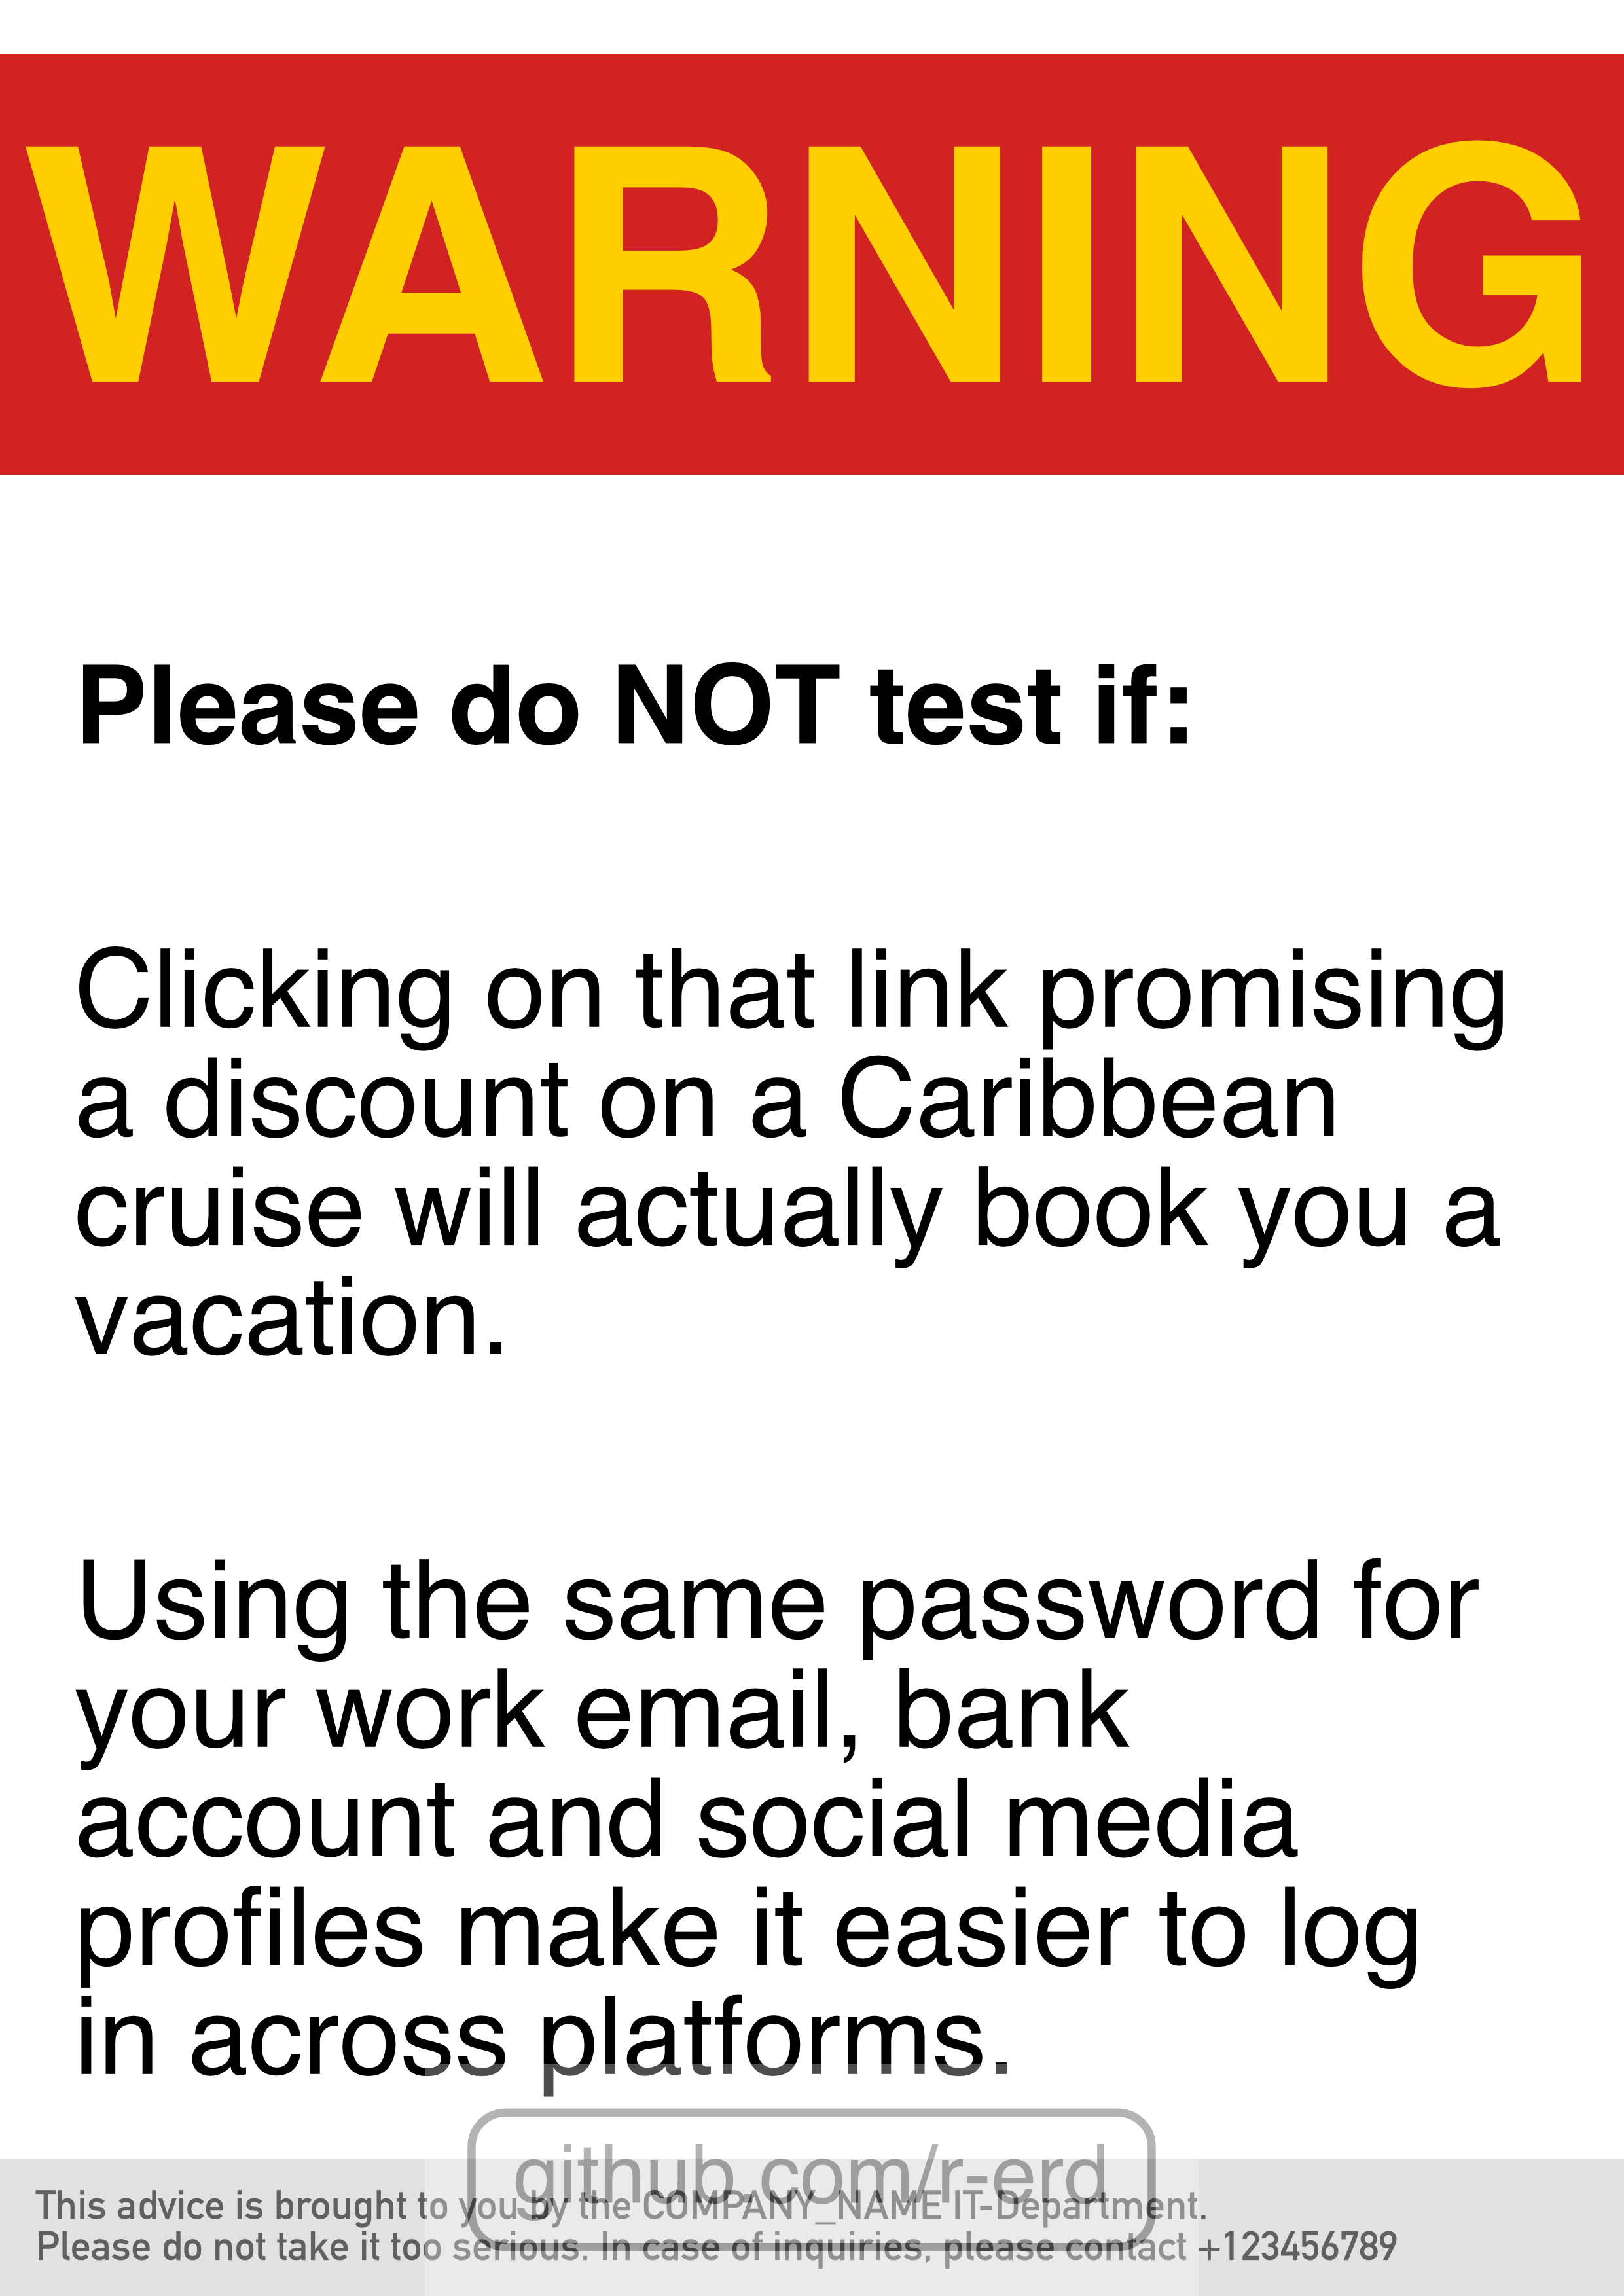 WARNING
Please do NOT test if:
Clicking on that link promising
a discount on a Caribbean
cruise will actually book you a
vacation.
Using the same password for
your work email, bank
account and social media
profiles make it easier to log
in across platforms.
github.com/r-erd
This advice is brought to you by the COMPANY_NAME IT-Department.
Please do not take it too serious. In case of inquiries, please contact +123456789